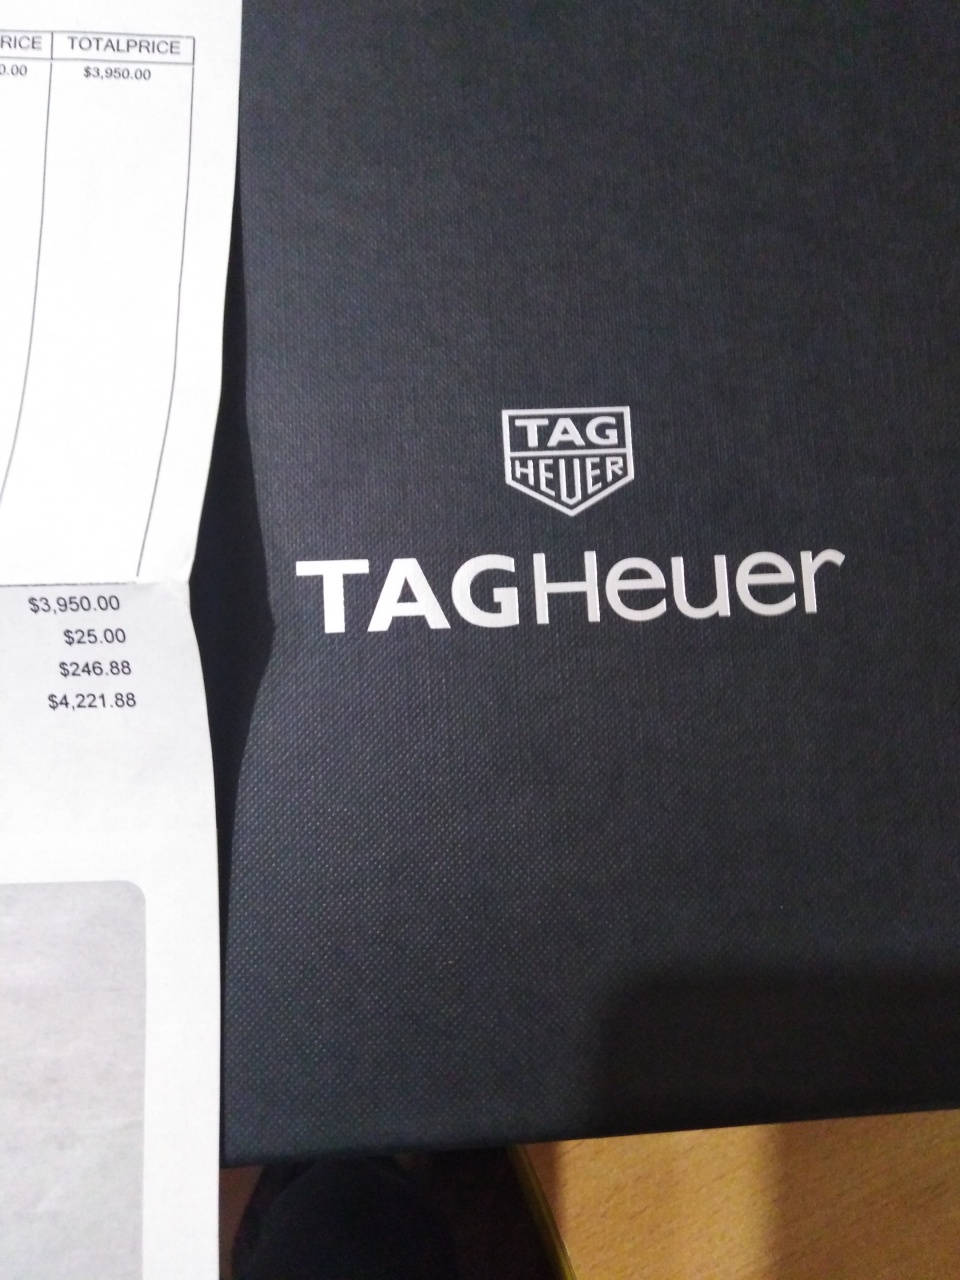 RICE TOTALPRICE
0.00 $3,950.00
$3,950.00
$25.00
$246.88
$4,221.88
TAG
HEUER
TAGHeuer